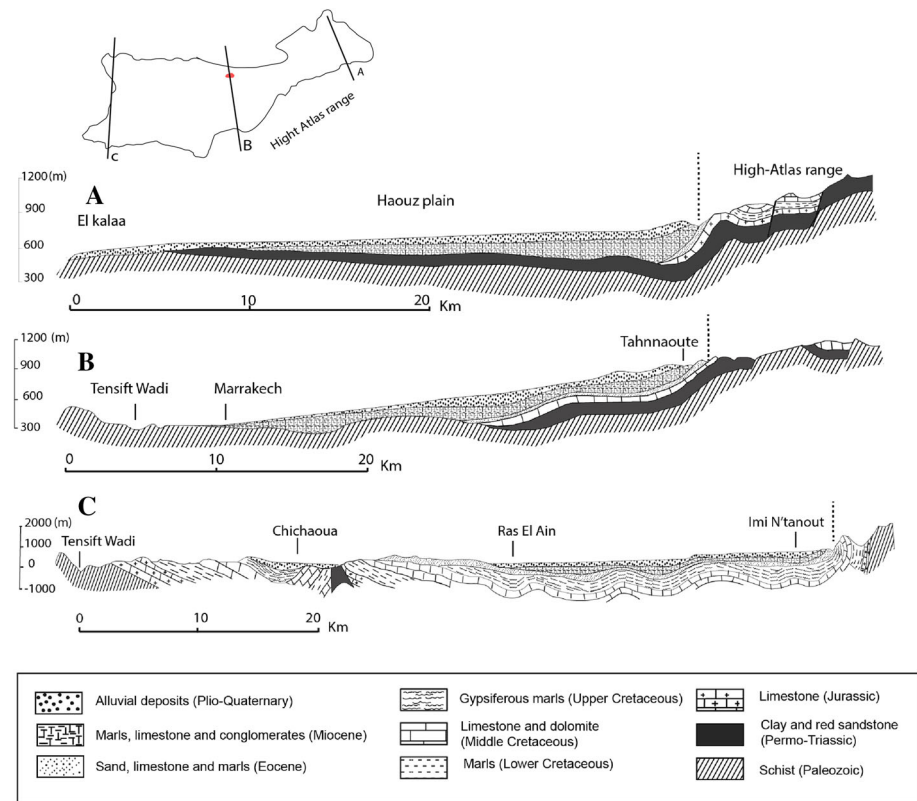 A
B
c
Hight Atlas range
1200 (m)
900
600
300
A
El kalaa
Haouz plain
High-Atlas range
0
10
20
Km
1200 (m)
900
600
300
B
Tensift Wadi
Marrakech
Tahnnaoute
0
10
20
Km
2000 (m)
1000
0
-1000
C
Tensift Wadi
Chichaoua
Ras El Ain
Imi N'tanout
0
10
20
Km
Alluvial deposits (Plio-Quaternary)
Marls, limestone and conglomerates (Miocene)
Sand, limestone and marls (Eocene)
Gypsiferous marls (Upper Cretaceous)
Limestone and dolomite
(Middle Cretaceous)
Marls (Lower Cretaceous)
Limestone (Jurassic)
Clay and red sandstone
(Permo-Triassic)
Schist (Paleozoic)